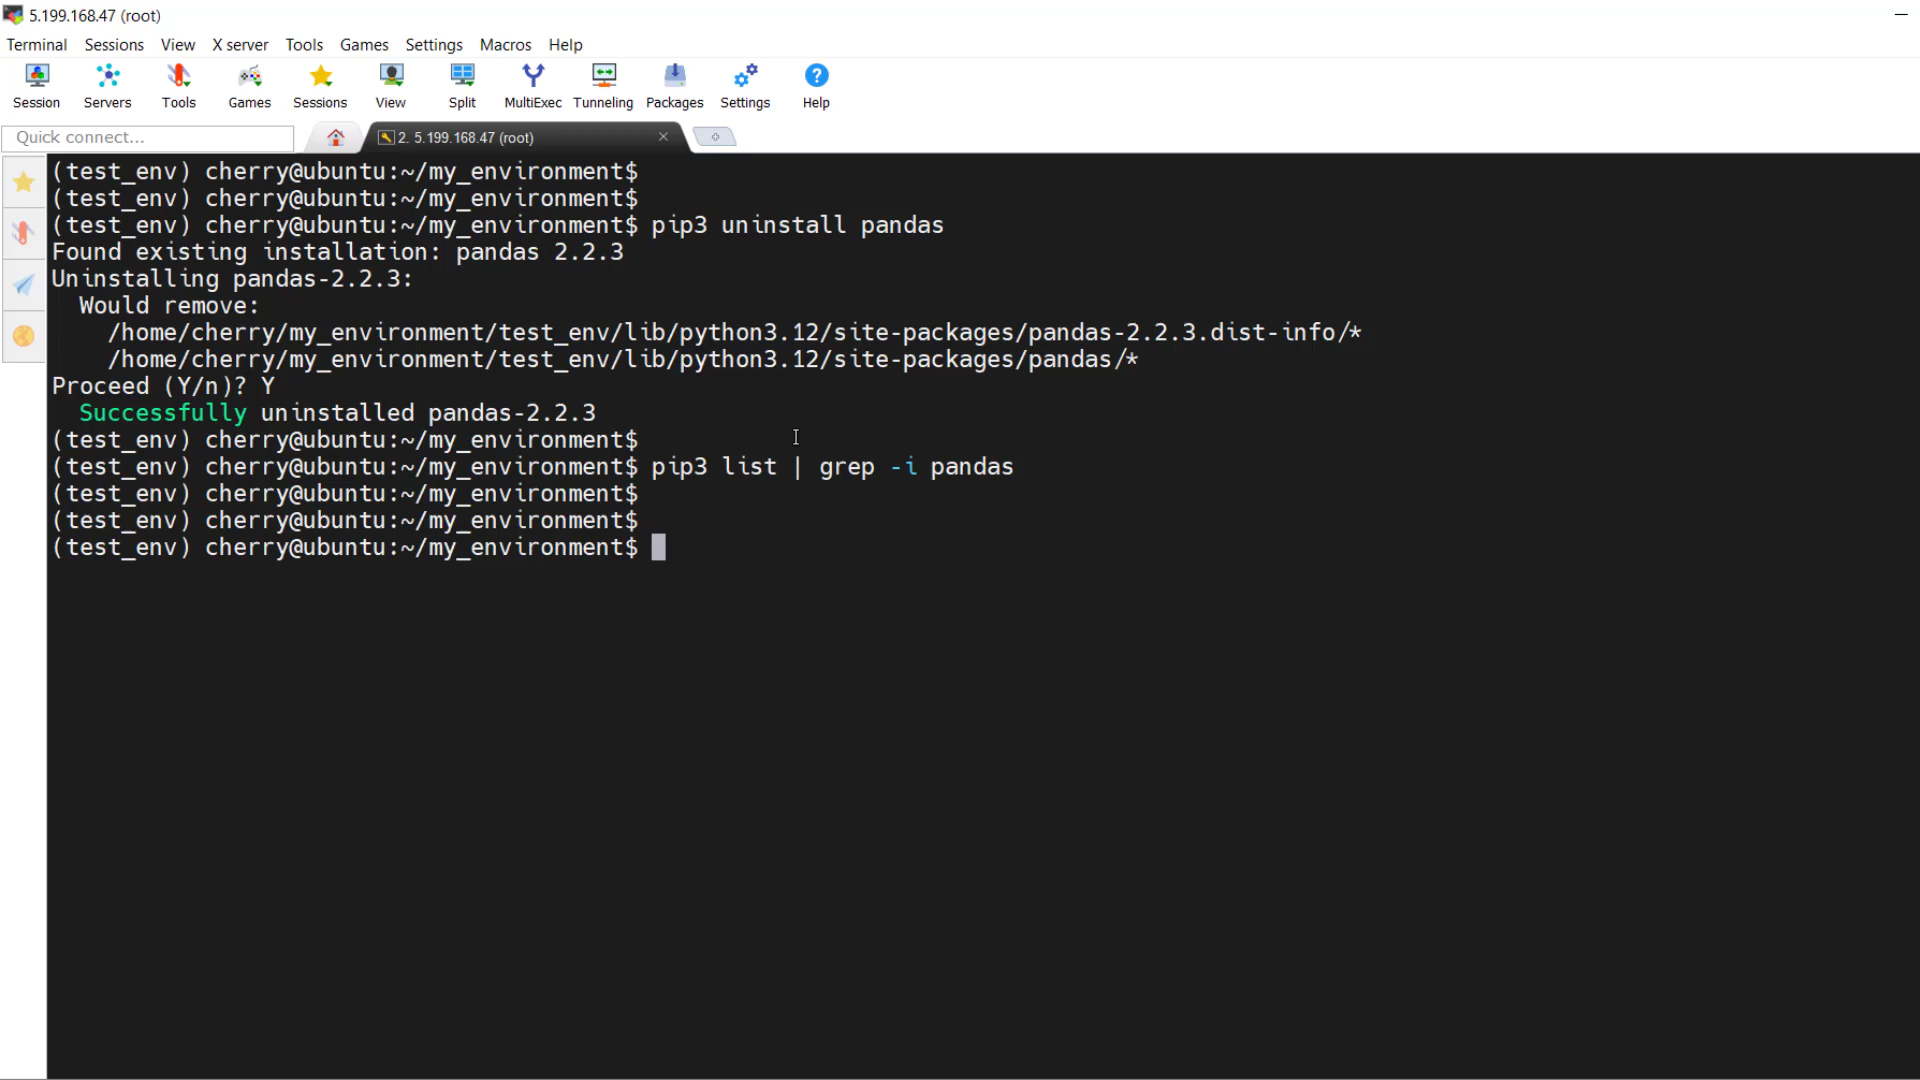 5.199.168.47 (root)
Terminal Sessions View X server Tools Games Settings Macros Help
Session Servers Tools Games Sessions View Split MultiExec Tunneling Packages Settings Help
Quick connect...
2. 5.199.168.47 (root)
(test_env) cherry@ubuntu:~/my_environment$
(test_env) cherry@ubuntu:~/my_environment$
(test_env) cherry@ubuntu:~/my_environment$ pip3 uninstall pandas
Found existing installation: pandas 2.2.3
Uninstalling pandas-2.2.3:
  Would remove:
    /home/cherry/my_environment/test_env/lib/python3.12/site-packages/pandas-2.2.3.dist-info/*
    /home/cherry/my_environment/test_env/lib/python3.12/site-packages/pandas/*
Proceed (Y/n)? Y
  Successfully uninstalled pandas-2.2.3
(test_env) cherry@ubuntu:~/my_environment$
(test_env) cherry@ubuntu:~/my_environment$ pip3 list | grep -i pandas
(test_env) cherry@ubuntu:~/my_environment$
(test_env) cherry@ubuntu:~/my_environment$
(test_env) cherry@ubuntu:~/my_environment$